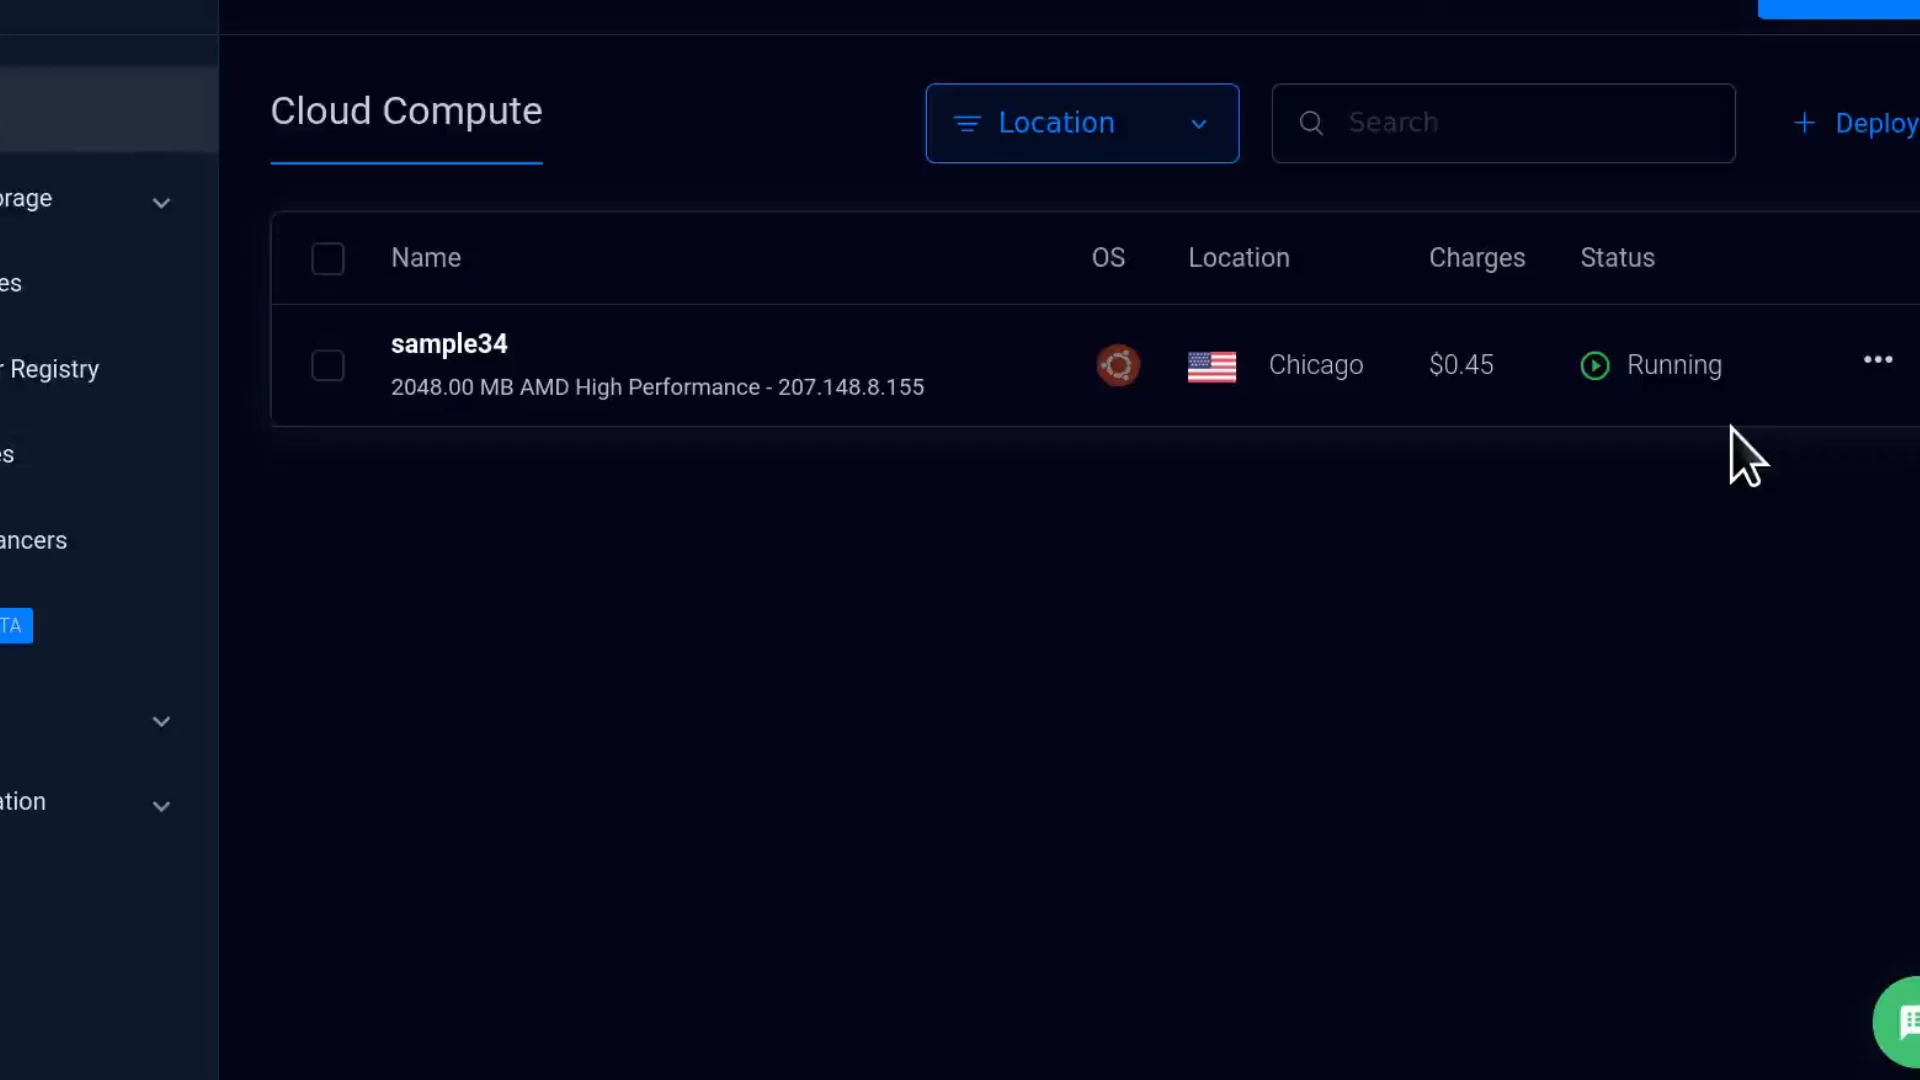 Cloud Compute
Location
Search
Deploy
orage
es
r Registry
es
ancers
TA
ation
Name OS Location Charges Status
sample34
2048.00 MB AMD High Performance - 207.148.8.155
Chicago $0.45 Running